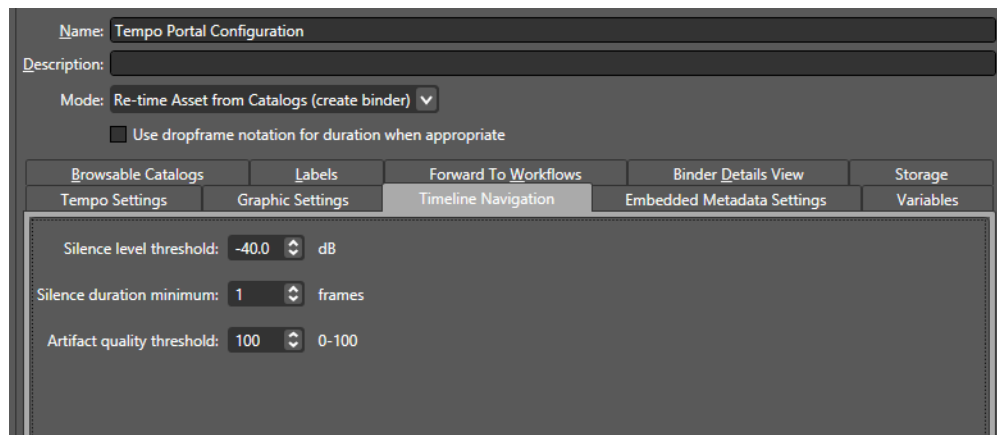 Name: Tempo Portal Configuration
Description:
Mode: Re-time Asset from Catalogs (create binder)
Use dropframe notation for duration when appropriate
Browsable Catalogs Labels Forward To Workflows Binder Details View Storage
Tempo Settings Graphic Settings Timeline Navigation Embedded Metadata Settings Variables
Silence level threshold: -40.0 dB
Silence duration minimum: 1 frames
Artifact quality threshold: 100 0-100